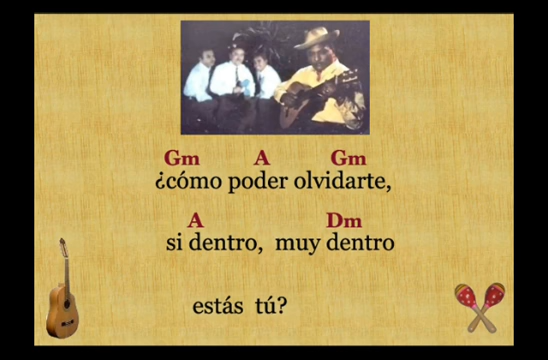 Gm A Gm
¿cómo poder olvidarte,
A Dm
si dentro, muy dentro
estás tú?